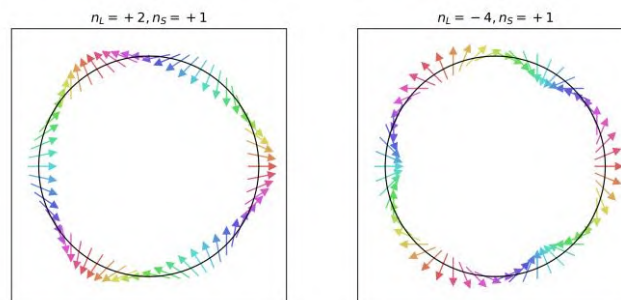 n_L = +2, n_S = +1
n_L = −4, n_S = +1